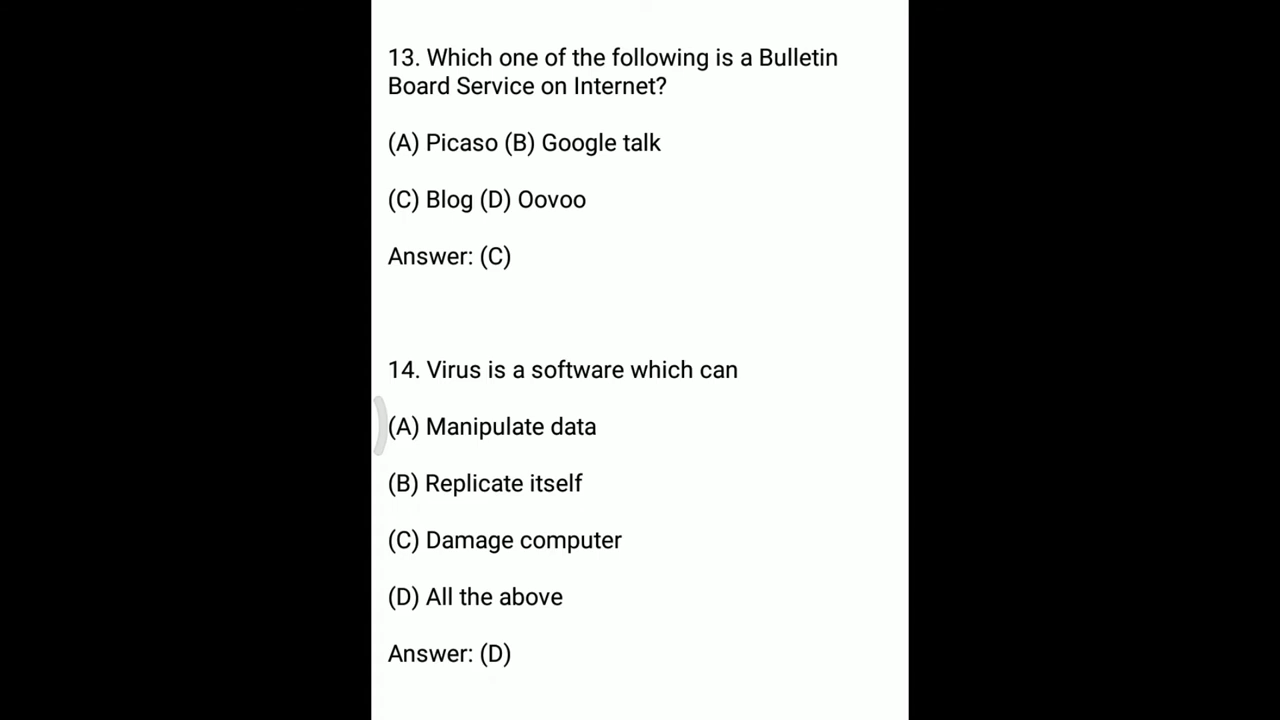 13. Which one of the following is a Bulletin
Board Service on Internet?
(A) Picaso (B) Google talk
(C) Blog (D) Oovoo
Answer: (C)
14. Virus is a software which can
(A) Manipulate data
(B) Replicate itself
(C) Damage computer
(D) All the above
Answer: (D)